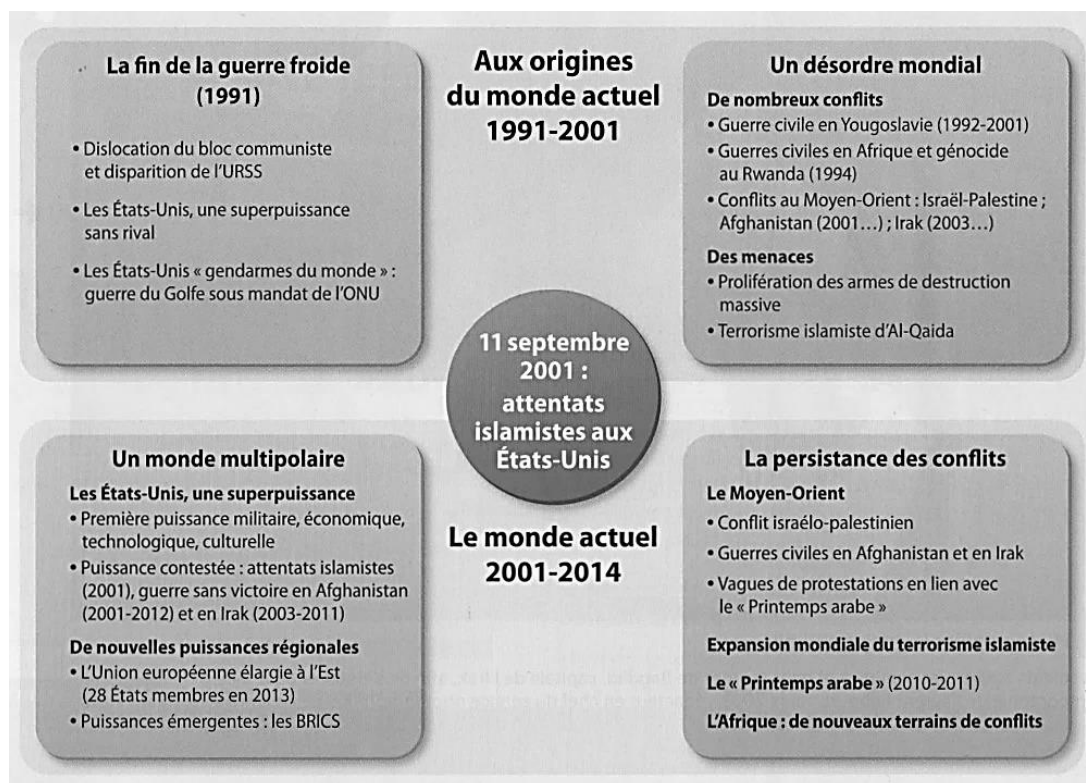 La fin de la guerre froide
(1991)
• Dislocation du bloc communiste
et disparition de l'URSS
• Les États-Unis, une superpuissance
sans rival
• Les États-Unis « gendarmes du monde » :
guerre du Golfe sous mandat de l'ONU
Aux origines
du monde actuel
1991-2001
Un désordre mondial
De nombreux conflits
• Guerre civile en Yougoslavie (1992-2001)
• Guerres civiles en Afrique et génocide
au Rwanda (1994)
• Conflits au Moyen-Orient : Israël-Palestine ;
Afghanistan (2001...) ; Irak (2003...)
Des menaces
• Prolifération des armes de destruction
massive
• Terrorisme islamiste d'Al-Qaida
11 septembre
2001 :
attentats
islamistes aux
États-Unis
Un monde multipolaire
Les États-Unis, une superpuissance
• Première puissance militaire, économique,
technologique, culturelle
• Puissance contestée : attentats islamistes
(2001), guerre sans victoire en Afghanistan
(2001-2012) et en Irak (2003-2011)
De nouvelles puissances régionales
• L'Union européenne élargie à l'Est
(28 États membres en 2013)
• Puissances émergentes : les BRICS
Le monde actuel
2001-2014
La persistance des conflits
Le Moyen-Orient
• Conflit israélo-palestinien
• Guerres civiles en Afghanistan et en Irak
• Vagues de protestations en lien avec
le « Printemps arabe »
Expansion mondiale du terrorisme islamiste
Le « Printemps arabe » (2010-2011)
L'Afrique : de nouveaux terrains de conflits